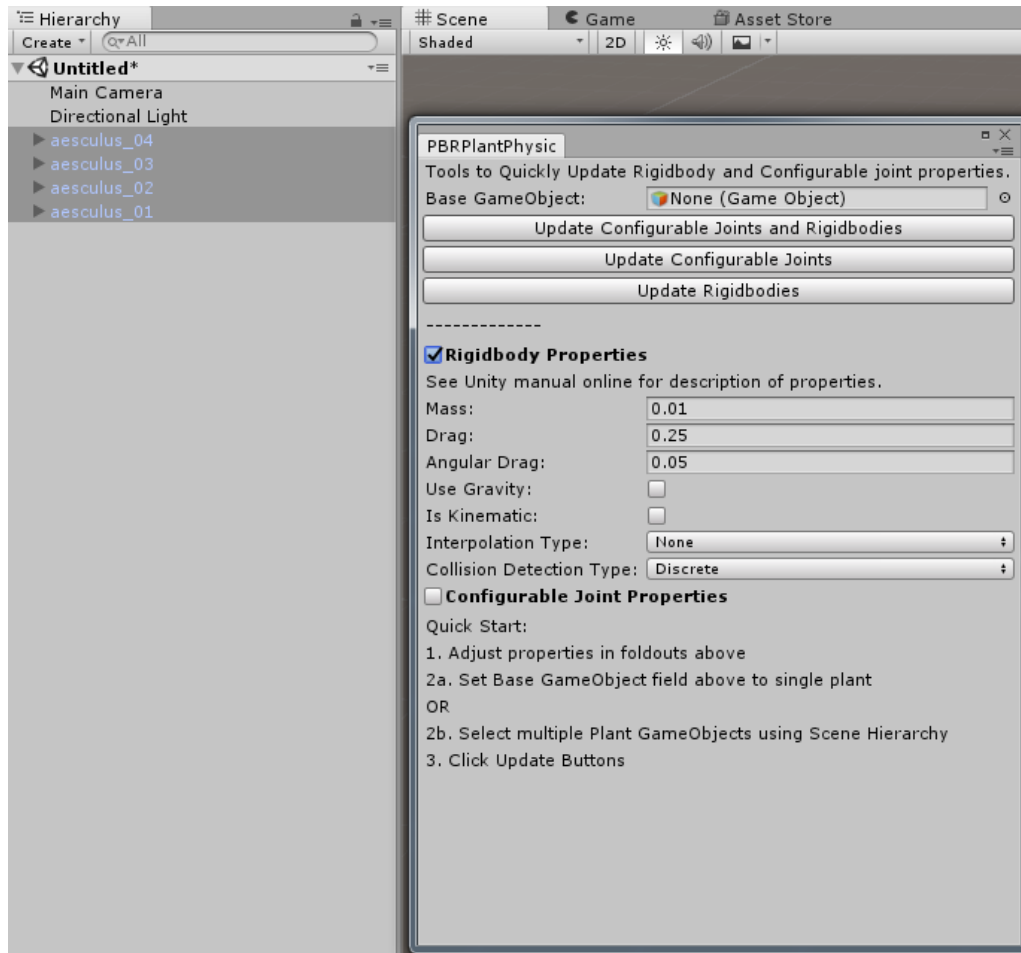 Hierarchy
Create
All
Untitled*
Main Camera
Directional Light
aesculus_04
aesculus_03
aesculus_02
aesculus_01
Scene Game Asset Store
Shaded 2D
PBRPlantPhysic
Tools to Quickly Update Rigidbody and Configurable joint properties.
Base GameObject: None (Game Object)
Update Configurable Joints and Rigidbodies
Update Configurable Joints
Update Rigidbodies
-------------
Rigidbody Properties
See Unity manual online for description of properties.
Mass: 0.01
Drag: 0.25
Angular Drag: 0.05
Use Gravity:
Is Kinematic:
Interpolation Type: None
Collision Detection Type: Discrete
Configurable Joint Properties
Quick Start:
1. Adjust properties in foldouts above
2a. Set Base GameObject field above to single plant
OR
2b. Select multiple Plant GameObjects using Scene Hierarchy
3. Click Update Buttons